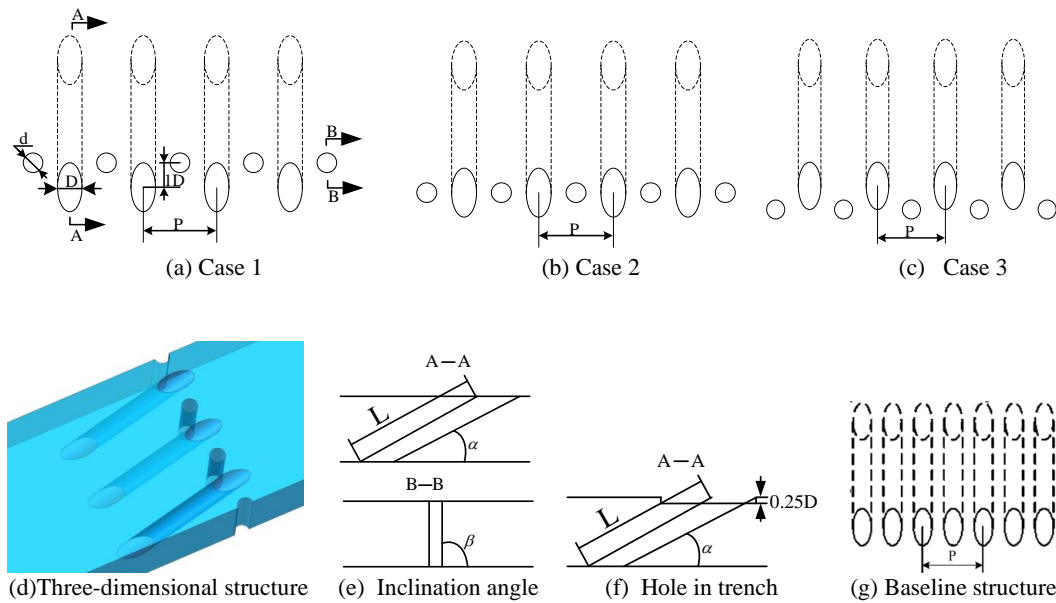 A
d
D
1D
A
P
B
B
(a) Case 1
P
(b) Case 2
P
(c) Case 3
(d)Three-dimensional structure
A—A
L
α
B—B
β
(e) Inclination angle
A—A
L
0.25D
α
(f) Hole in trench
P
(g) Baseline structure